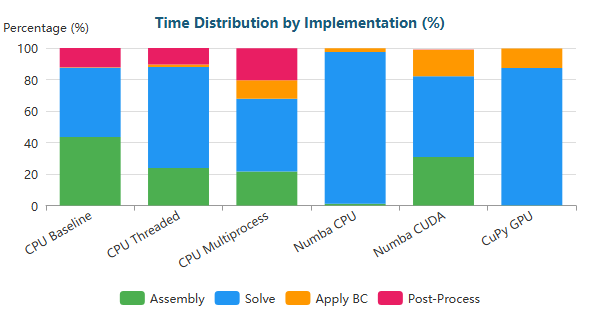 Time Distribution by Implementation (%)
Percentage (%)
100
80
60
40
20
0
CPU Baseline
CPU Threaded
CPU Multiprocess
Numba CPU
Numba CUDA
CuPy GPU
Assembly Solve Apply BC Post-Process